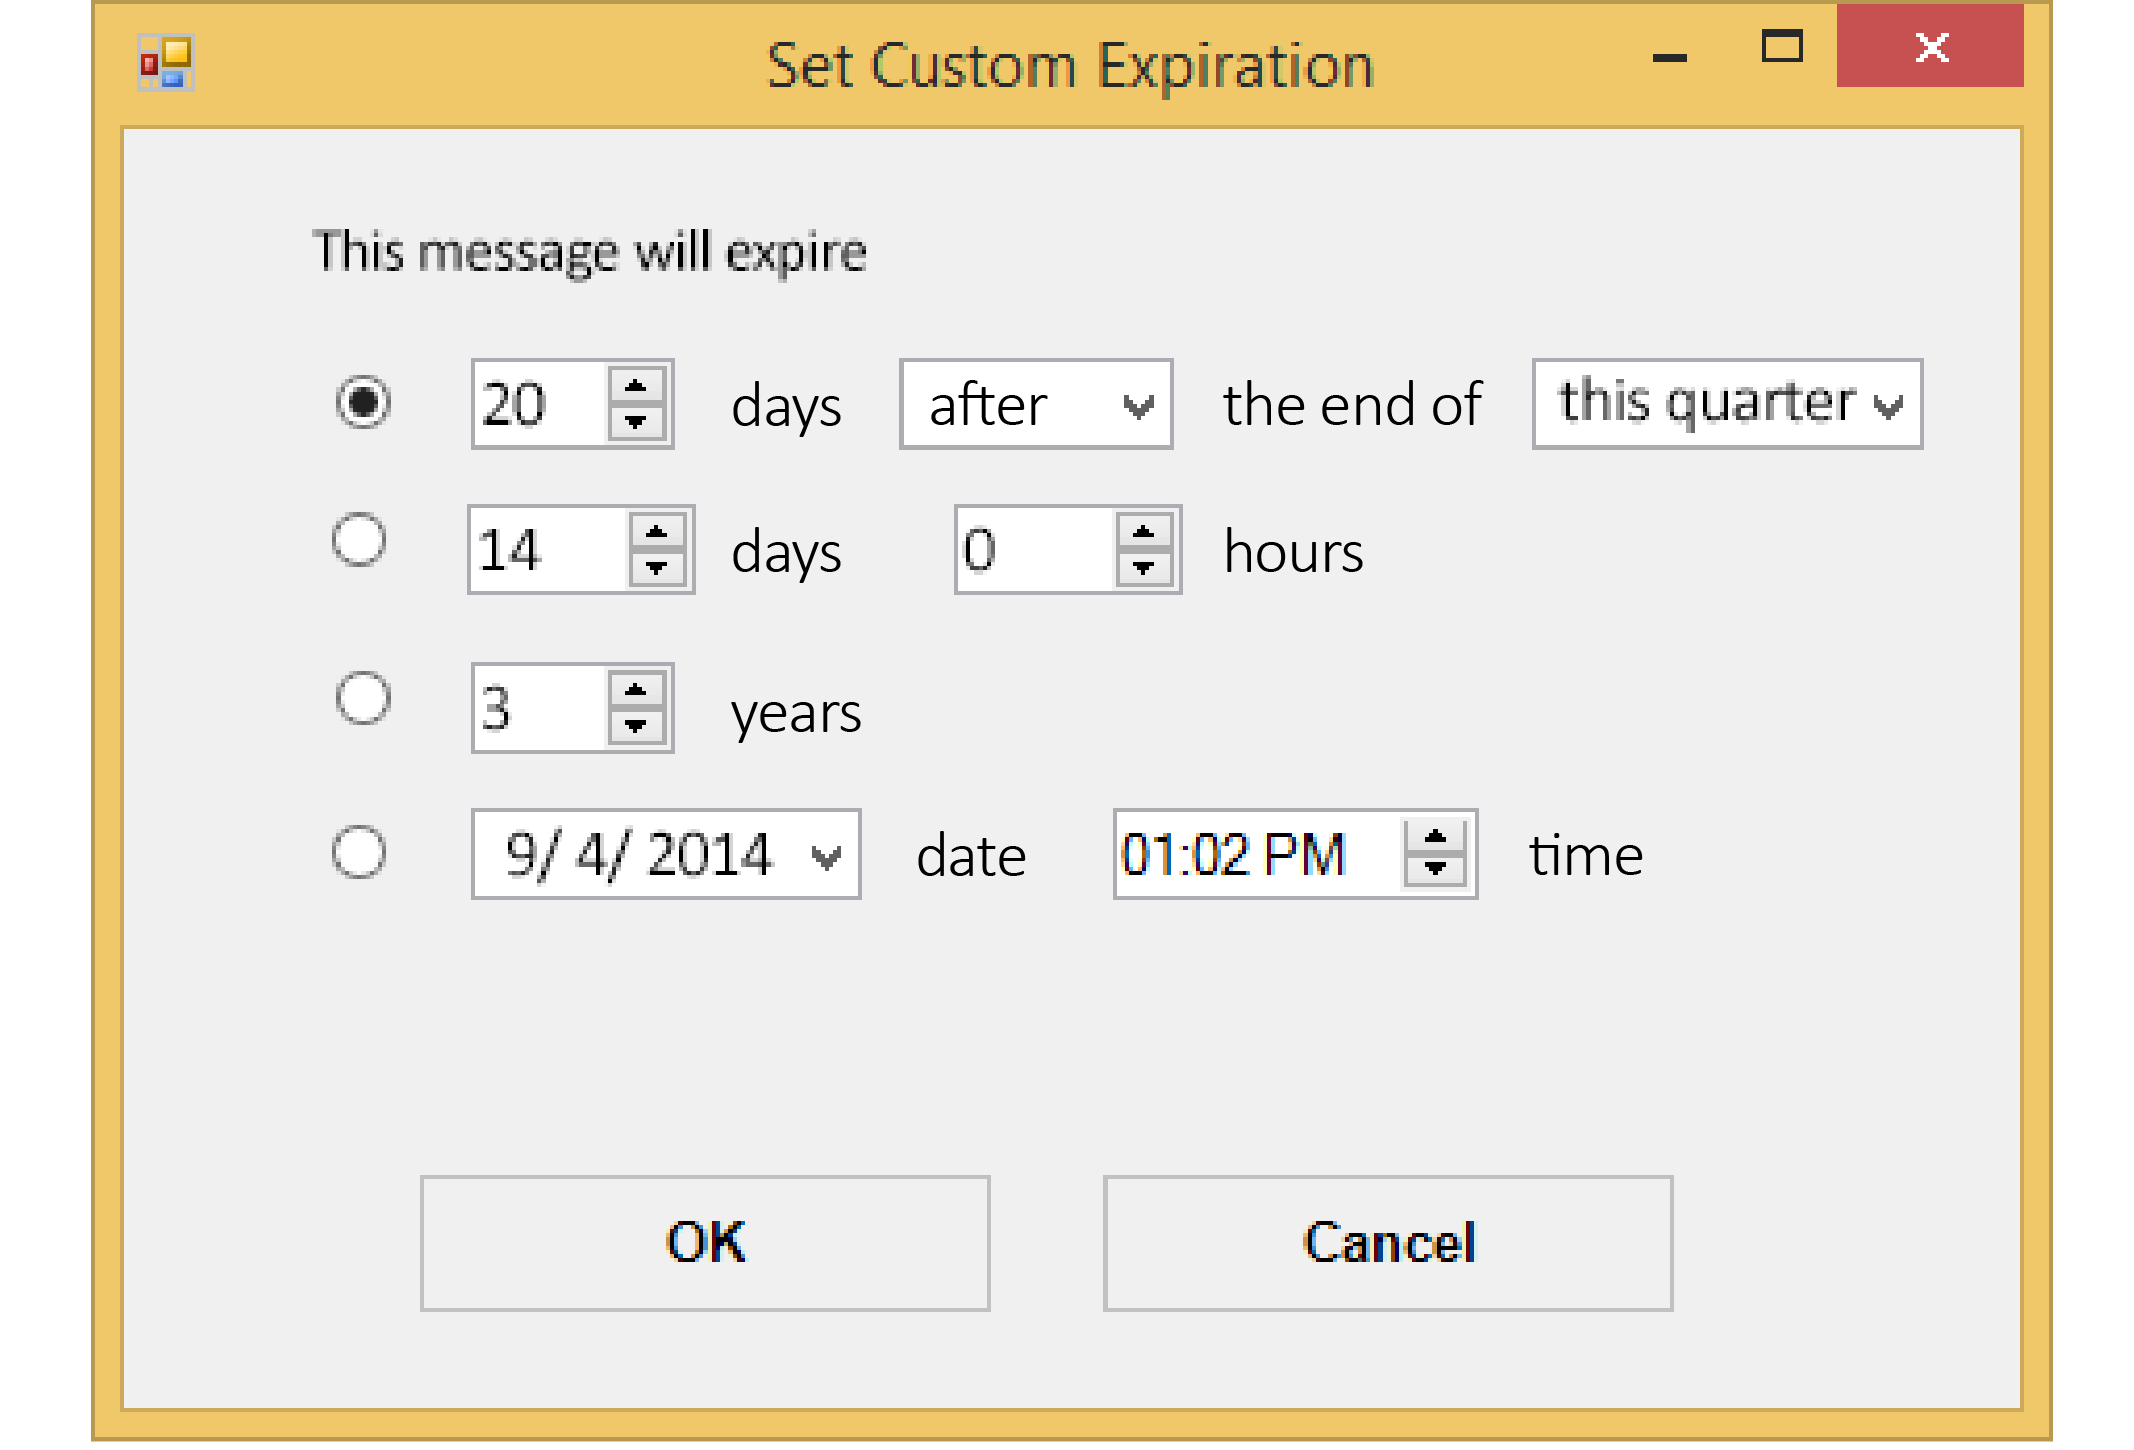 Set Custom Expiration
This message will expire
20 days after the end of this quarter
14 days 0 hours
3 years
9/ 4/ 2014 date 01:02 PM time
OK Cancel